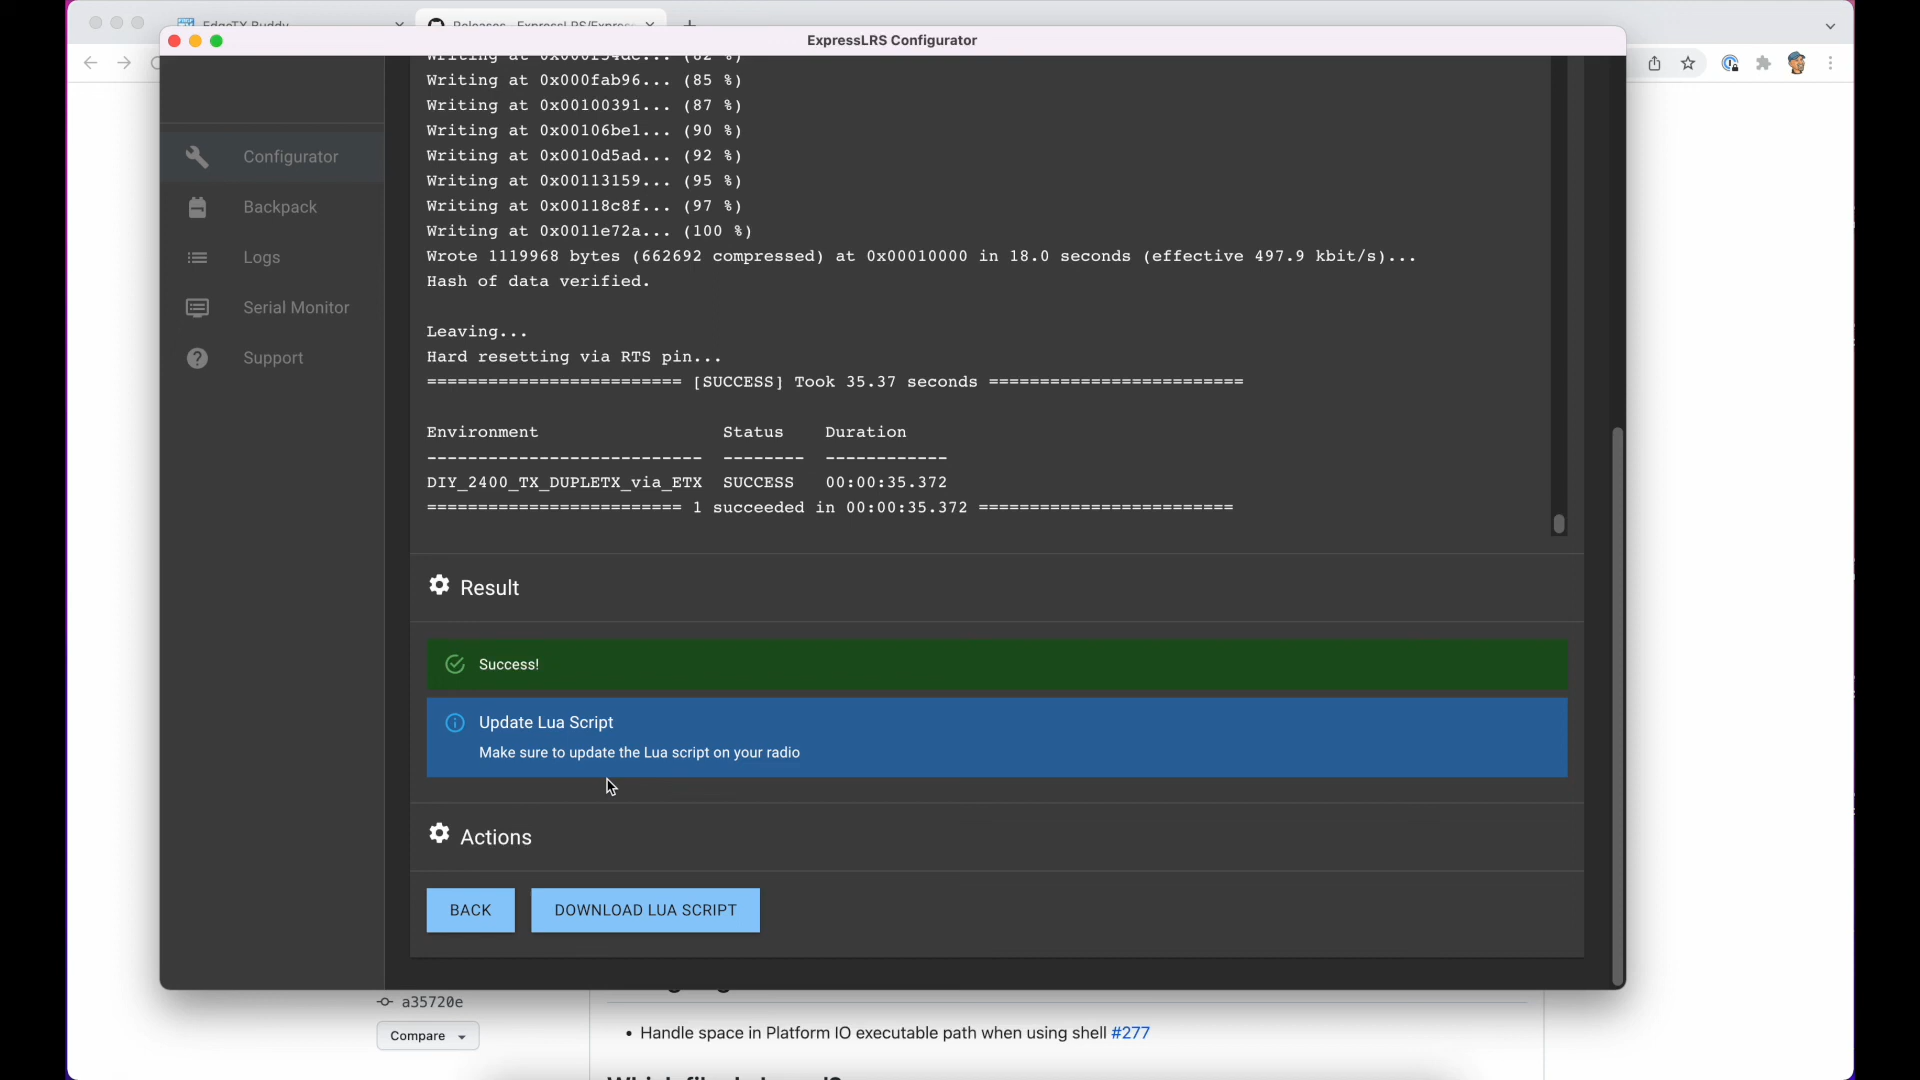 EdgeTX Buddy
Releases · ExpressLRS/Express
ExpressLRS Configurator
Writing at 0x000fab96... (85 %)
Writing at 0x00100391... (87 %)
Configurator
Writing at 0x00106be1... (90 %)
Writing at 0x0010d5ad... (92 %)
Writing at 0x00113159... (95 %)
Backpack
Writing at 0x00118c8f... (97 %)
Writing at 0x0011e72a... (100 %)
Logs
Wrote 1119968 bytes (662692 compressed) at 0x00010000 in 18.0 seconds (effective 497.9 kbit/s)...
Hash of data verified.
Serial Monitor
Leaving...
Support
Hard resetting via RTS pin...
========================= [SUCCESS] Took 35.37 seconds =========================
Environment Status Duration
--------------------------- -------- ------------
DIY_2400_TX_DUPLETX_via_ETX SUCCESS 00:00:35.372
========================= 1 succeeded in 00:00:35.372 =========================
Result
Success!
Update Lua Script
Make sure to update the Lua script on your radio
Actions
BACK
DOWNLOAD LUA SCRIPT
a35720e
Compare
• Handle space in Platform IO executable path when using shell #277